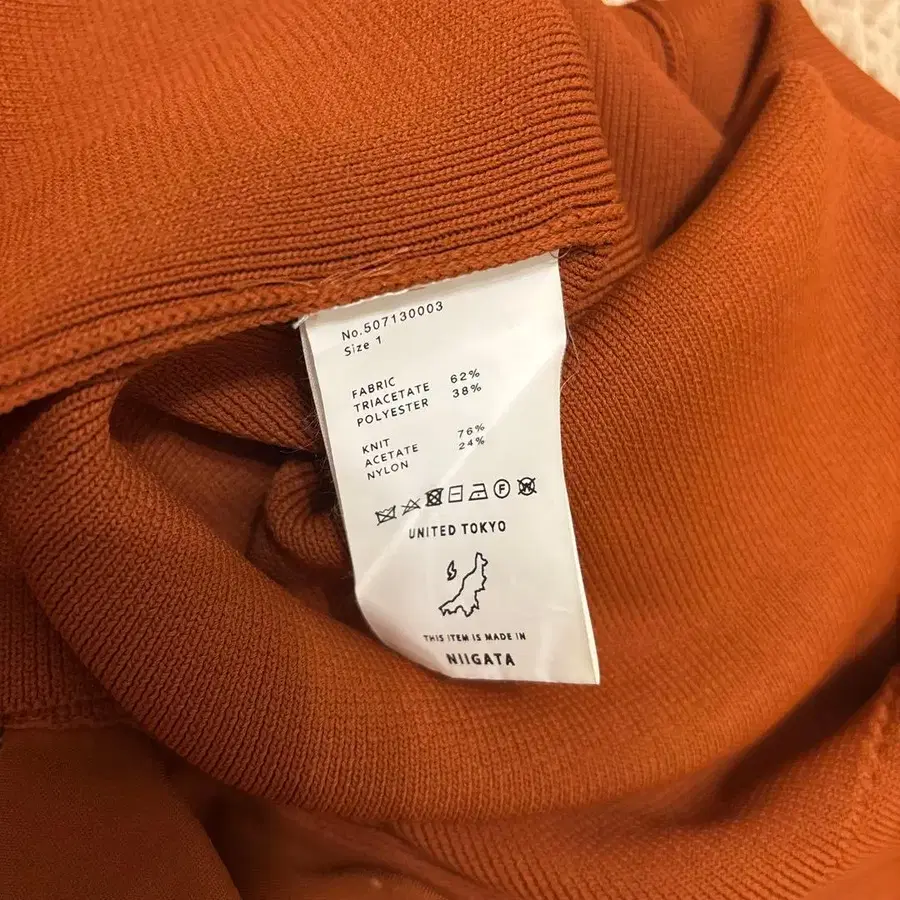 No.507130003
Size 1
FABRIC
TRIACETATE 62%
POLYESTER 38%
KNIT
ACETATE 76%
NYLON 24%
F W
UNITED TOKYO
THIS ITEM IS MADE IN
NIIGATA